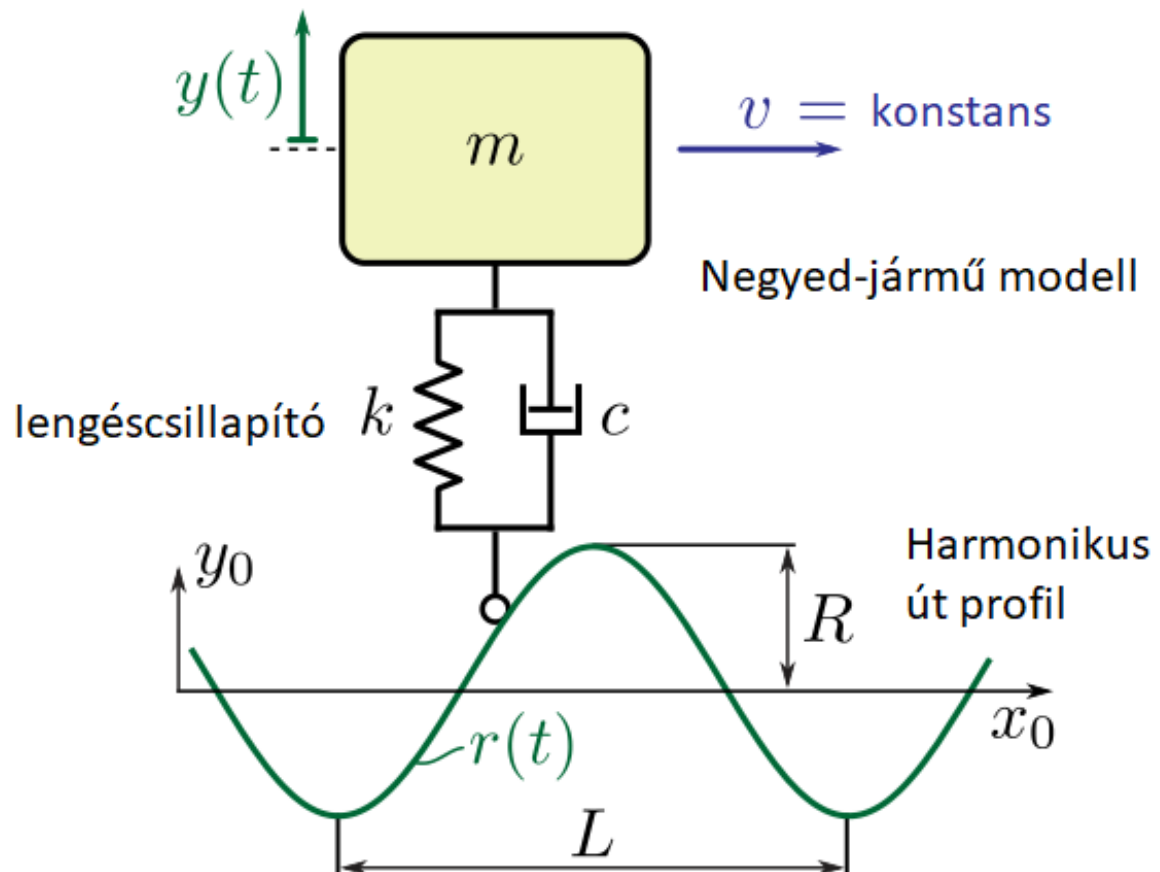 y(t)
m
v = konstans
Negyed-jármű modell
lengéscsillapító
k
c
y₀
Harmonikus
út profil
R
x₀
r(t)
L